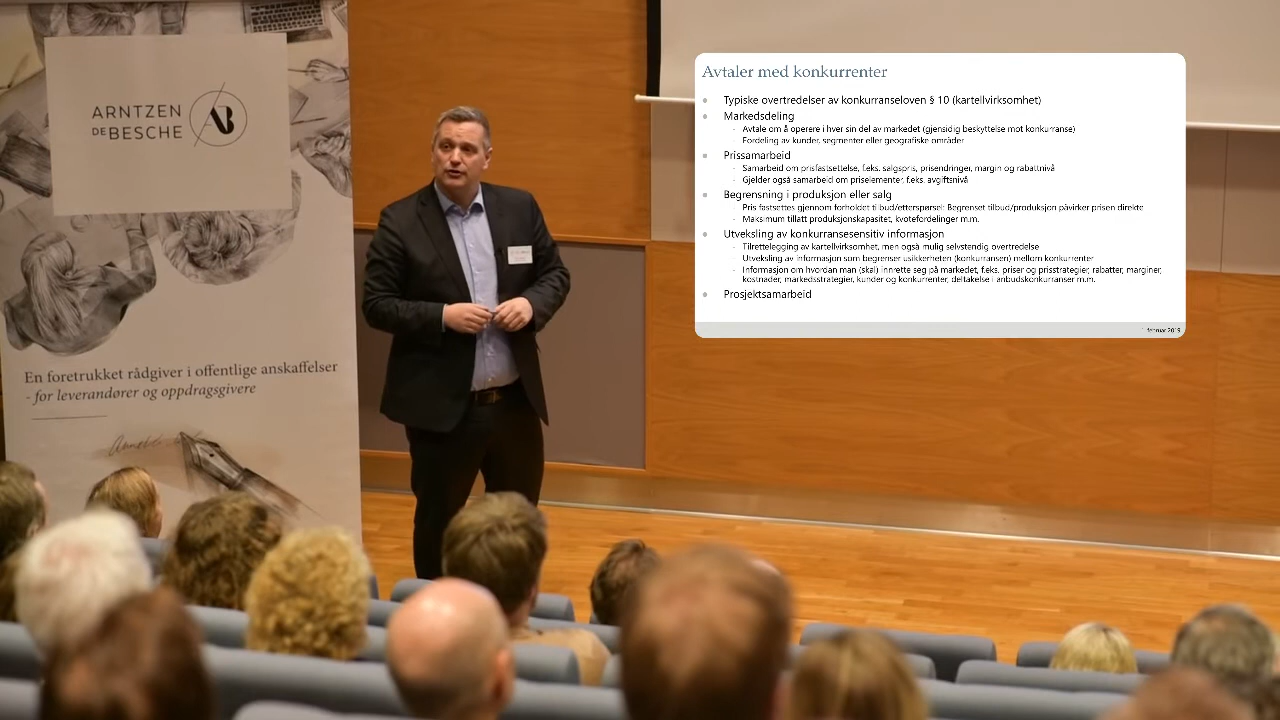 ARNTZEN
DE BESCHE
AB
En foretrukket rådgiver i offentlige anskaffelser
- for leverandører og oppdragsgivere
Avtaler med konkurrenter
Typiske overtredelser av konkurranseloven § 10 (kartellvirksomhet)
Markedsdeling
- Avtale om å operere i hver sin del av markedet (gjensidig beskyttelse mot konkurranse)
- Fordeling av kunder, segmenter eller geografiske områder
Prissamarbeid
- Samarbeid om prisfastsettelse, f.eks. salgspris, prisendringer, margin og rabattnivå
- Gjelder også samarbeid om priselementer, f.eks. avgiftsnivå
Begrensning i produksjon eller salg
- Pris fastsettes gjennom forholdet tilbud/etterspørsel: Begrenset tilbud/produksjon påvirker prisen direkte
- Maksimum tillatt produksjonskapasitet, kvotefordelinger m.m.
Utveksling av konkurransesensitiv informasjon
- Tilrettelegging av kartellvirksomhet, men også mulig selvstendig overtredelse
- Utveksling av informasjon som begrenser usikkerheten (konkurransen) mellom konkurrenter
- Informasjon om hvordan man (skal) innrette seg på markedet, f.eks. priser og prisstrategier, rabatter, marginer,
kostnader, markedsstrategier, kunder og konkurrenter, deltakelse i anbudskonkurranser m.m.
Prosjektsamarbeid
februar 2019